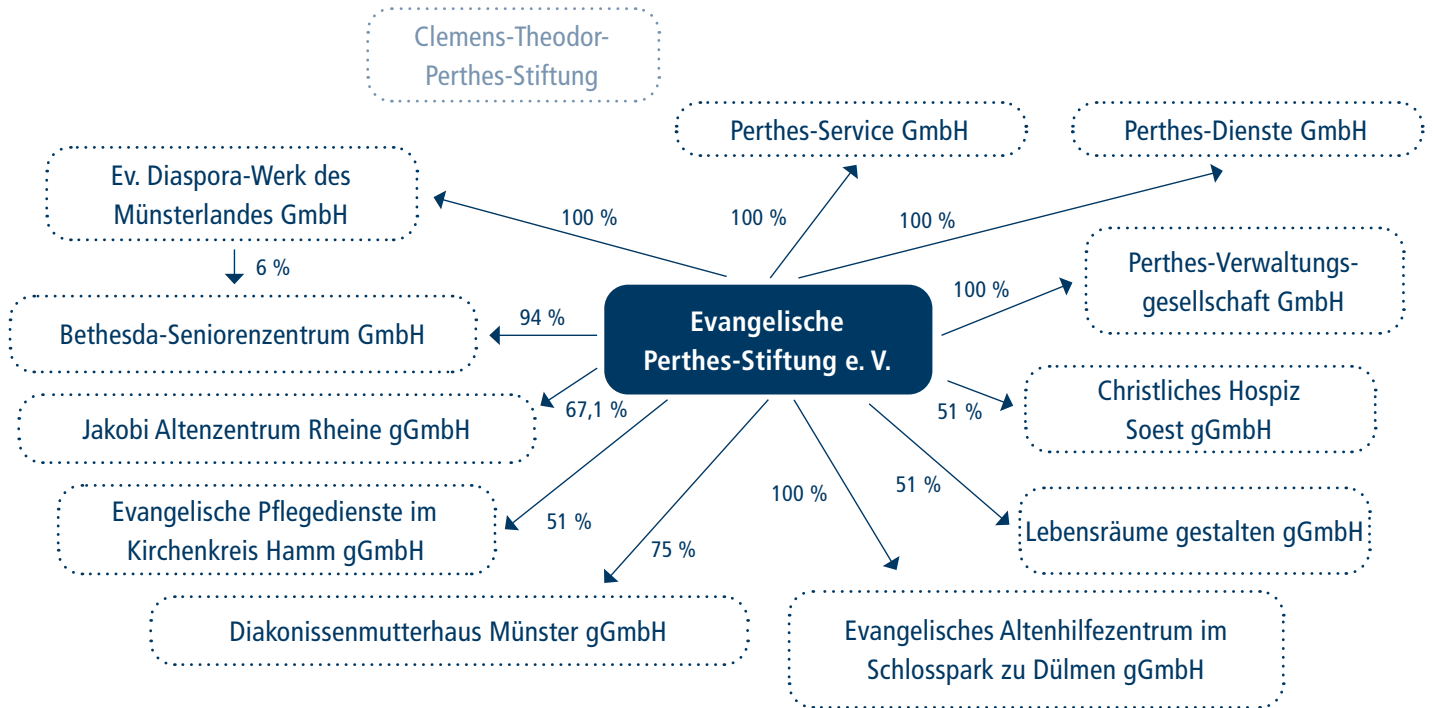 Clemens-Theodor-
Perthes-Stiftung
Perthes-Service GmbH
Perthes-Dienste GmbH
Ev. Diaspora-Werk des
Münsterlandes GmbH
100 %
100 %
100 %
6 %
Perthes-Verwaltungs-
gesellschaft GmbH
100 %
Bethesda-Seniorenzentrum GmbH
94 %
Evangelische
Perthes-Stiftung e. V.
Christliches Hospiz
Soest gGmbH
51 %
67,1 %
Jakobi Altenzentrum Rheine gGmbH
Evangelische Pflegedienste im
Kirchenkreis Hamm gGmbH
51 %
75 %
100 %
51 %
Lebensräume gestalten gGmbH
Diakonissenmutterhaus Münster gGmbH
Evangelisches Altenhilfezentrum im
Schlosspark zu Dülmen gGmbH